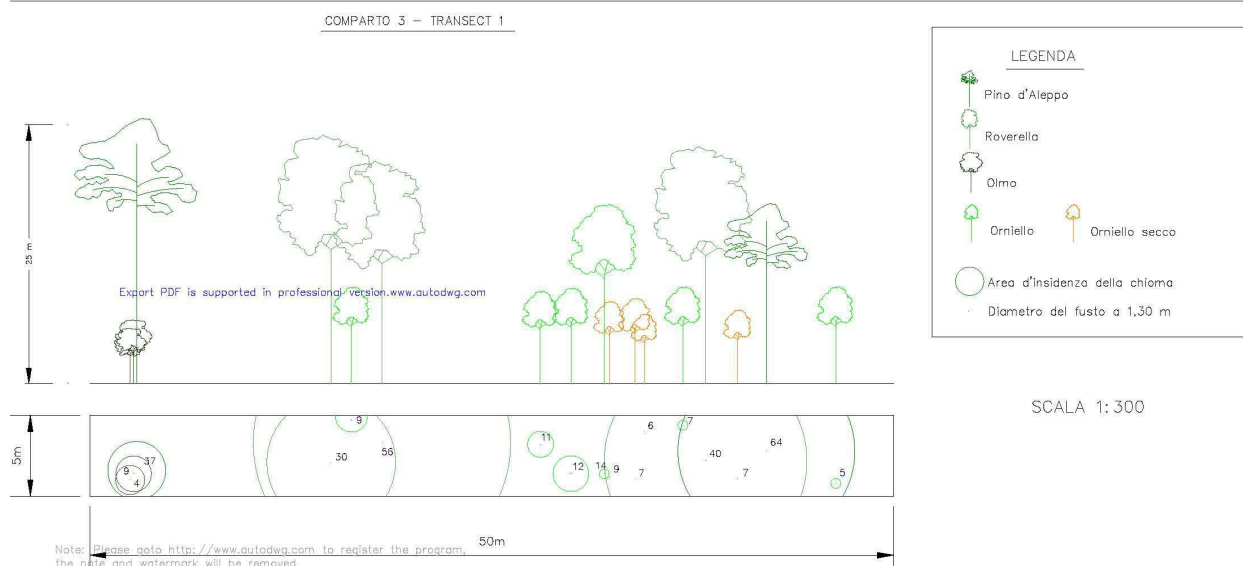 COMPARTO 3 – TRANSECT 1
LEGENDA
Pino d'Aleppo
Roverella
Olmo
Orniello
Orniello secco
Area d'insidenza della chioma
Diametro del fusto a 1,30 m
25 m
Export PDF is supported in professional version.www.autodwg.com
SCALA 1:300
5m
9
37
4
30
9
56
11
12
14
9
6
7
7
40
7
64
5
50m
Note: Please goto http://www.autodwg.com to register the program,
the note and watermark will be removed.